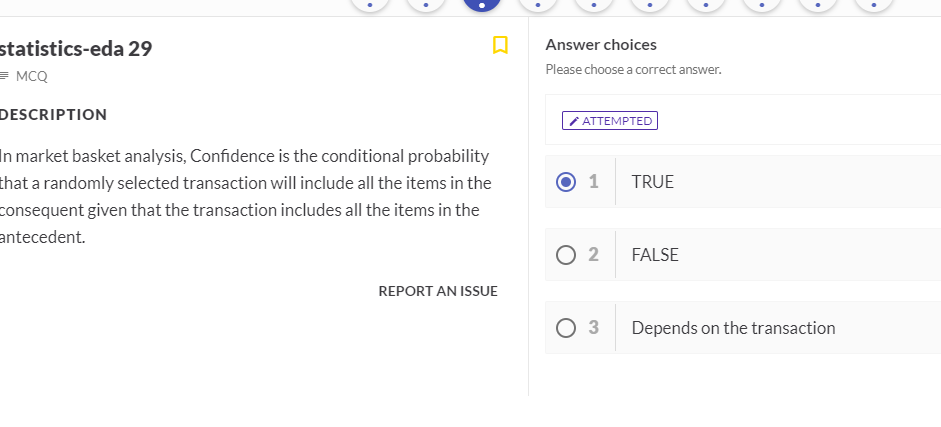 statistics-eda 29
MCQ
DESCRIPTION
In market basket analysis, Confidence is the conditional probability
that a randomly selected transaction will include all the items in the
consequent given that the transaction includes all the items in the
antecedent.
REPORT AN ISSUE
Answer choices
Please choose a correct answer.
ATTEMPTED
1 TRUE
2 FALSE
3 Depends on the transaction